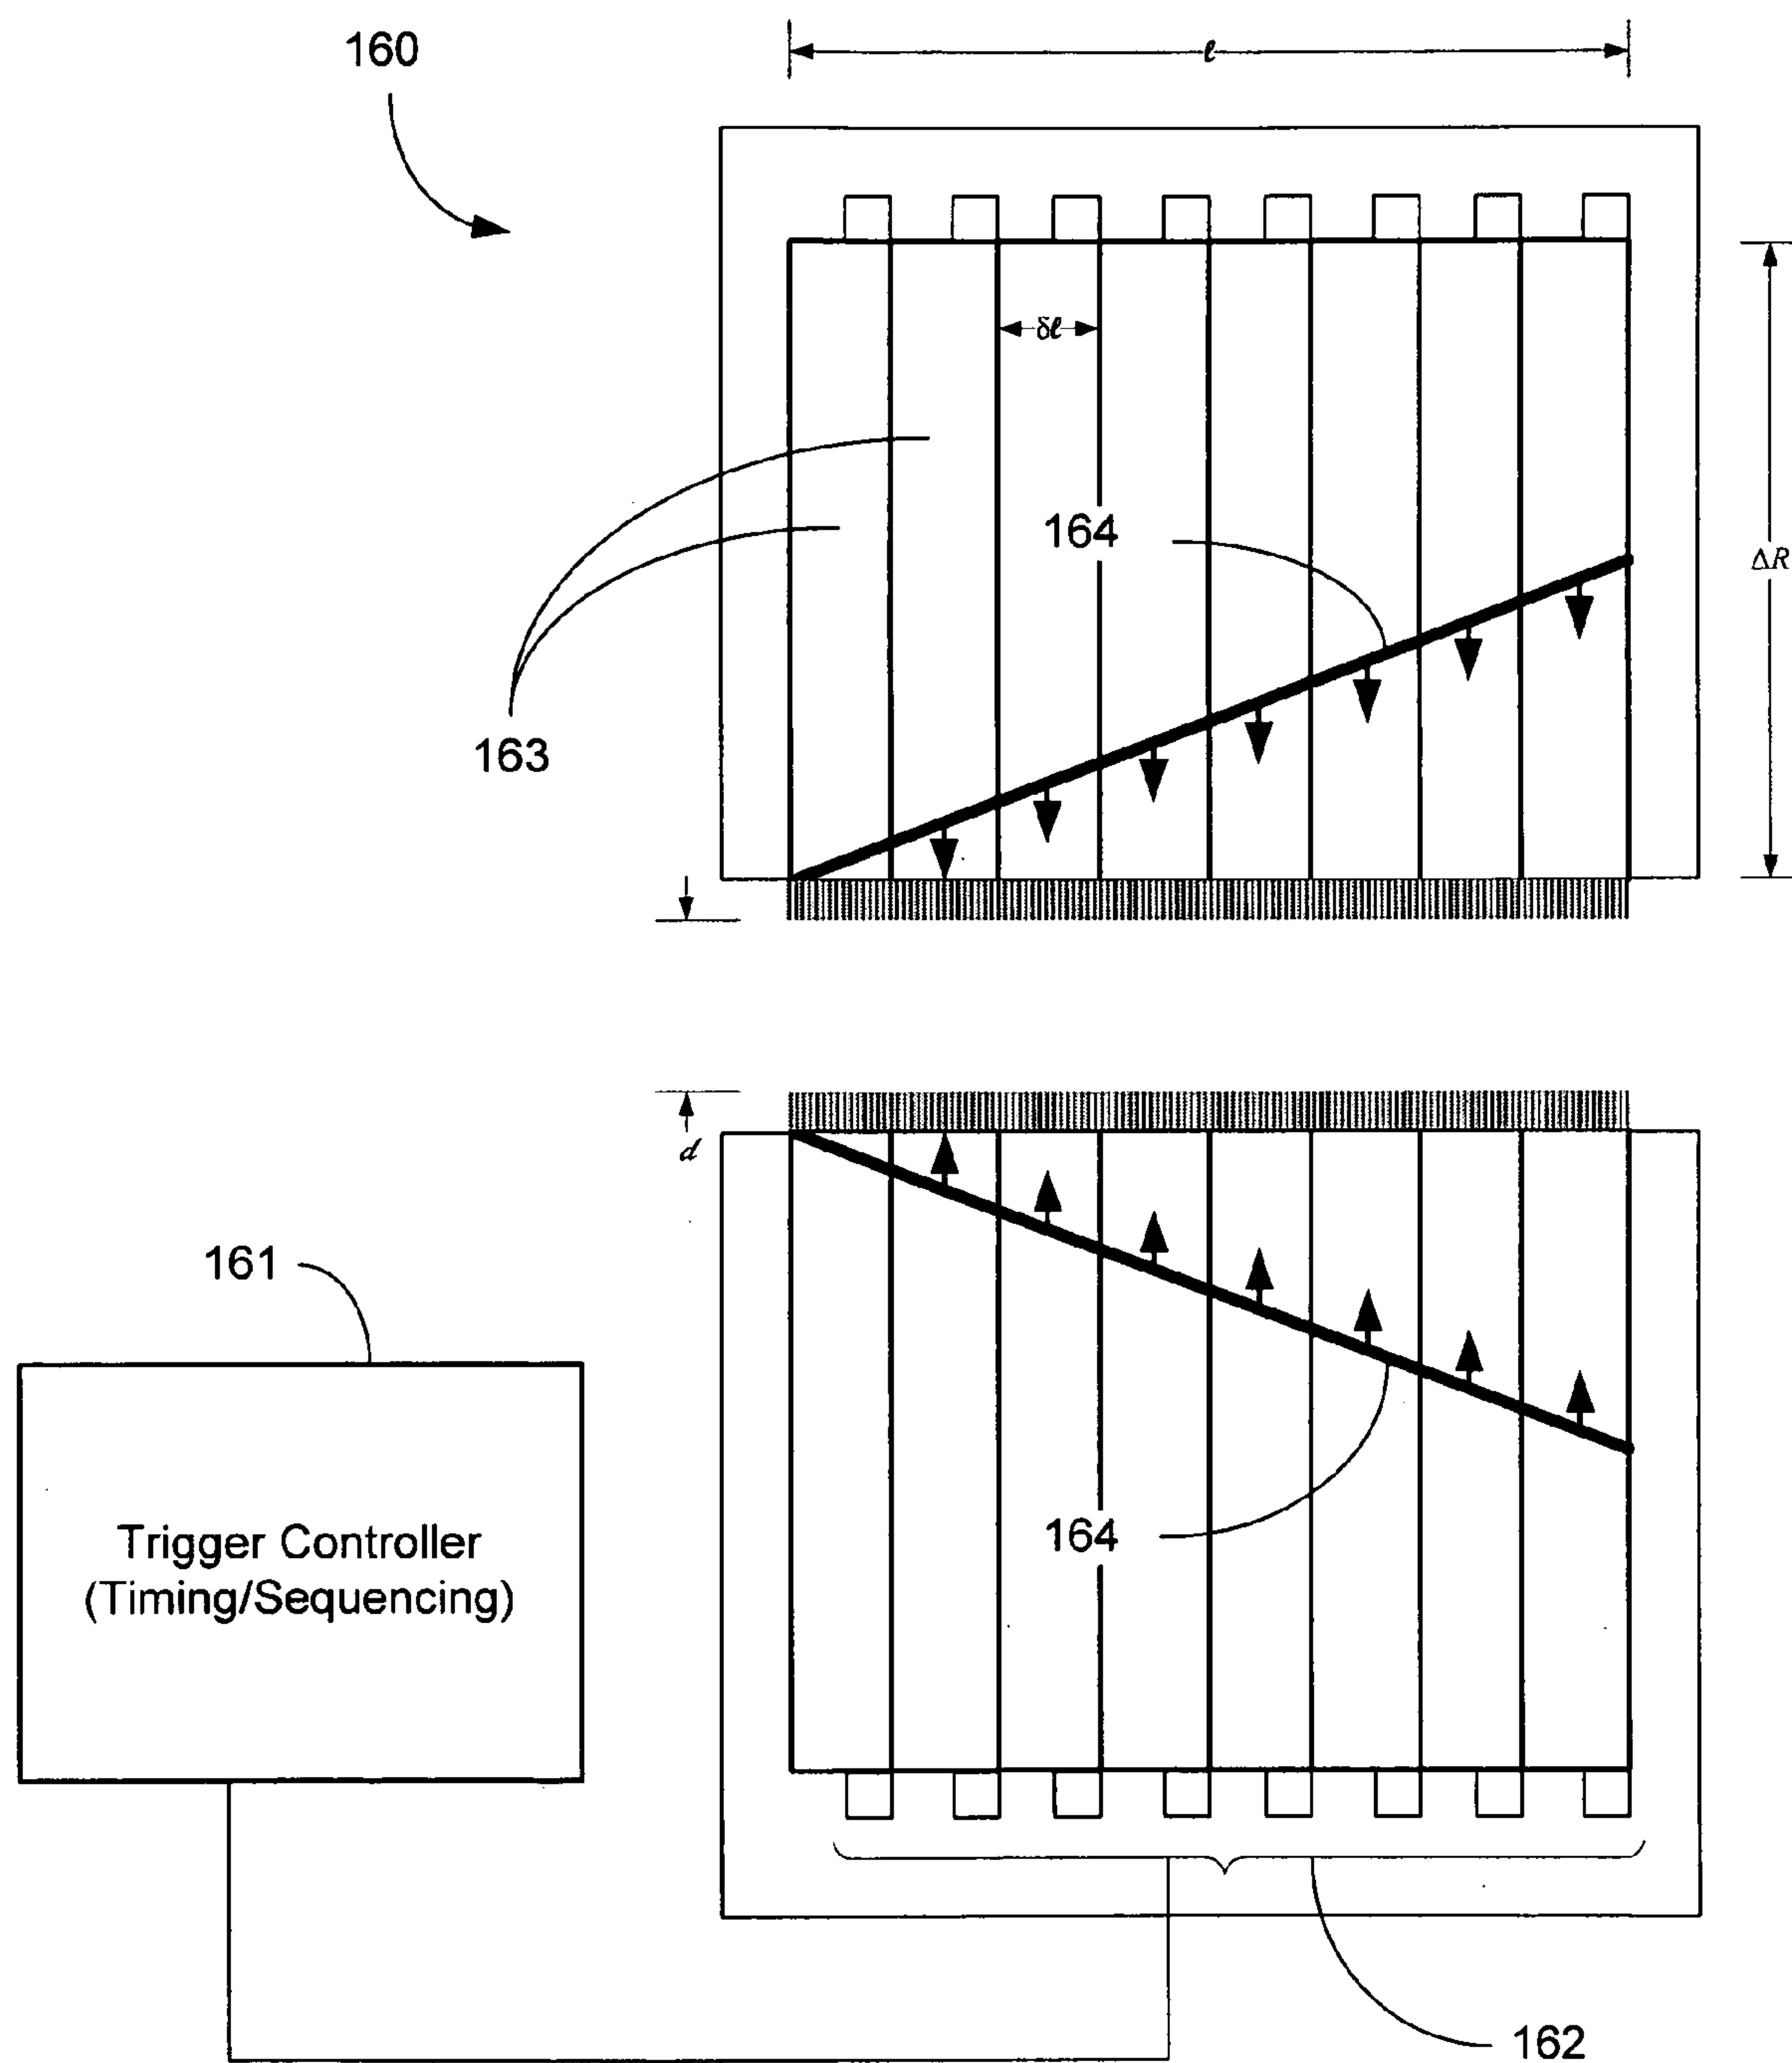 160
ℓ
δℓ
164
ΔR
163
d
161
Trigger Controller
(Timing/Sequencing)
164
162